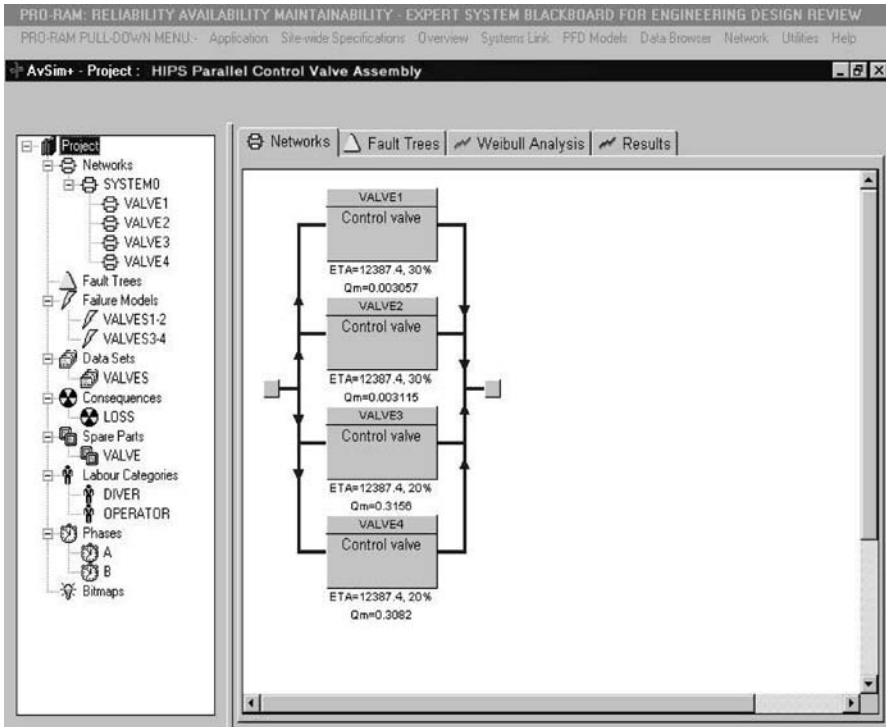 PRO-RAM: RELIABILITY AVAILABILITY MAINTAINABILITY - EXPERT SYSTEM BLACKBOARD FOR ENGINEERING DESIGN REVIEW
PRO-RAM PULL-DOWN MENU:- Application Site-wide Specifications Overview Systems Link PFD Models Data Browser Network Utilities Help
AvSim+ - Project : HIPS Parallel Control Valve Assembly
Project
Networks
SYSTEM0
VALVE1
VALVE2
VALVE3
VALVE4
Fault Trees
Failure Models
VALVES1-2
VALVES3-4
Data Sets
VALVES
Consequences
LOSS
Spare Parts
VALVE
Labour Categories
DIVER
OPERATOR
Phases
A
B
Bitmaps
Networks Fault Trees Weibull Analysis Results
VALVE1
Control valve
ETA=12387.4, 30%
Qm=0.003057
VALVE2
Control valve
ETA=12387.4, 30%
Qm=0.003115
VALVE3
Control valve
ETA=12387.4, 20%
Qm=0.3156
VALVE4
Control valve
ETA=12387.4, 20%
Qm=0.3082